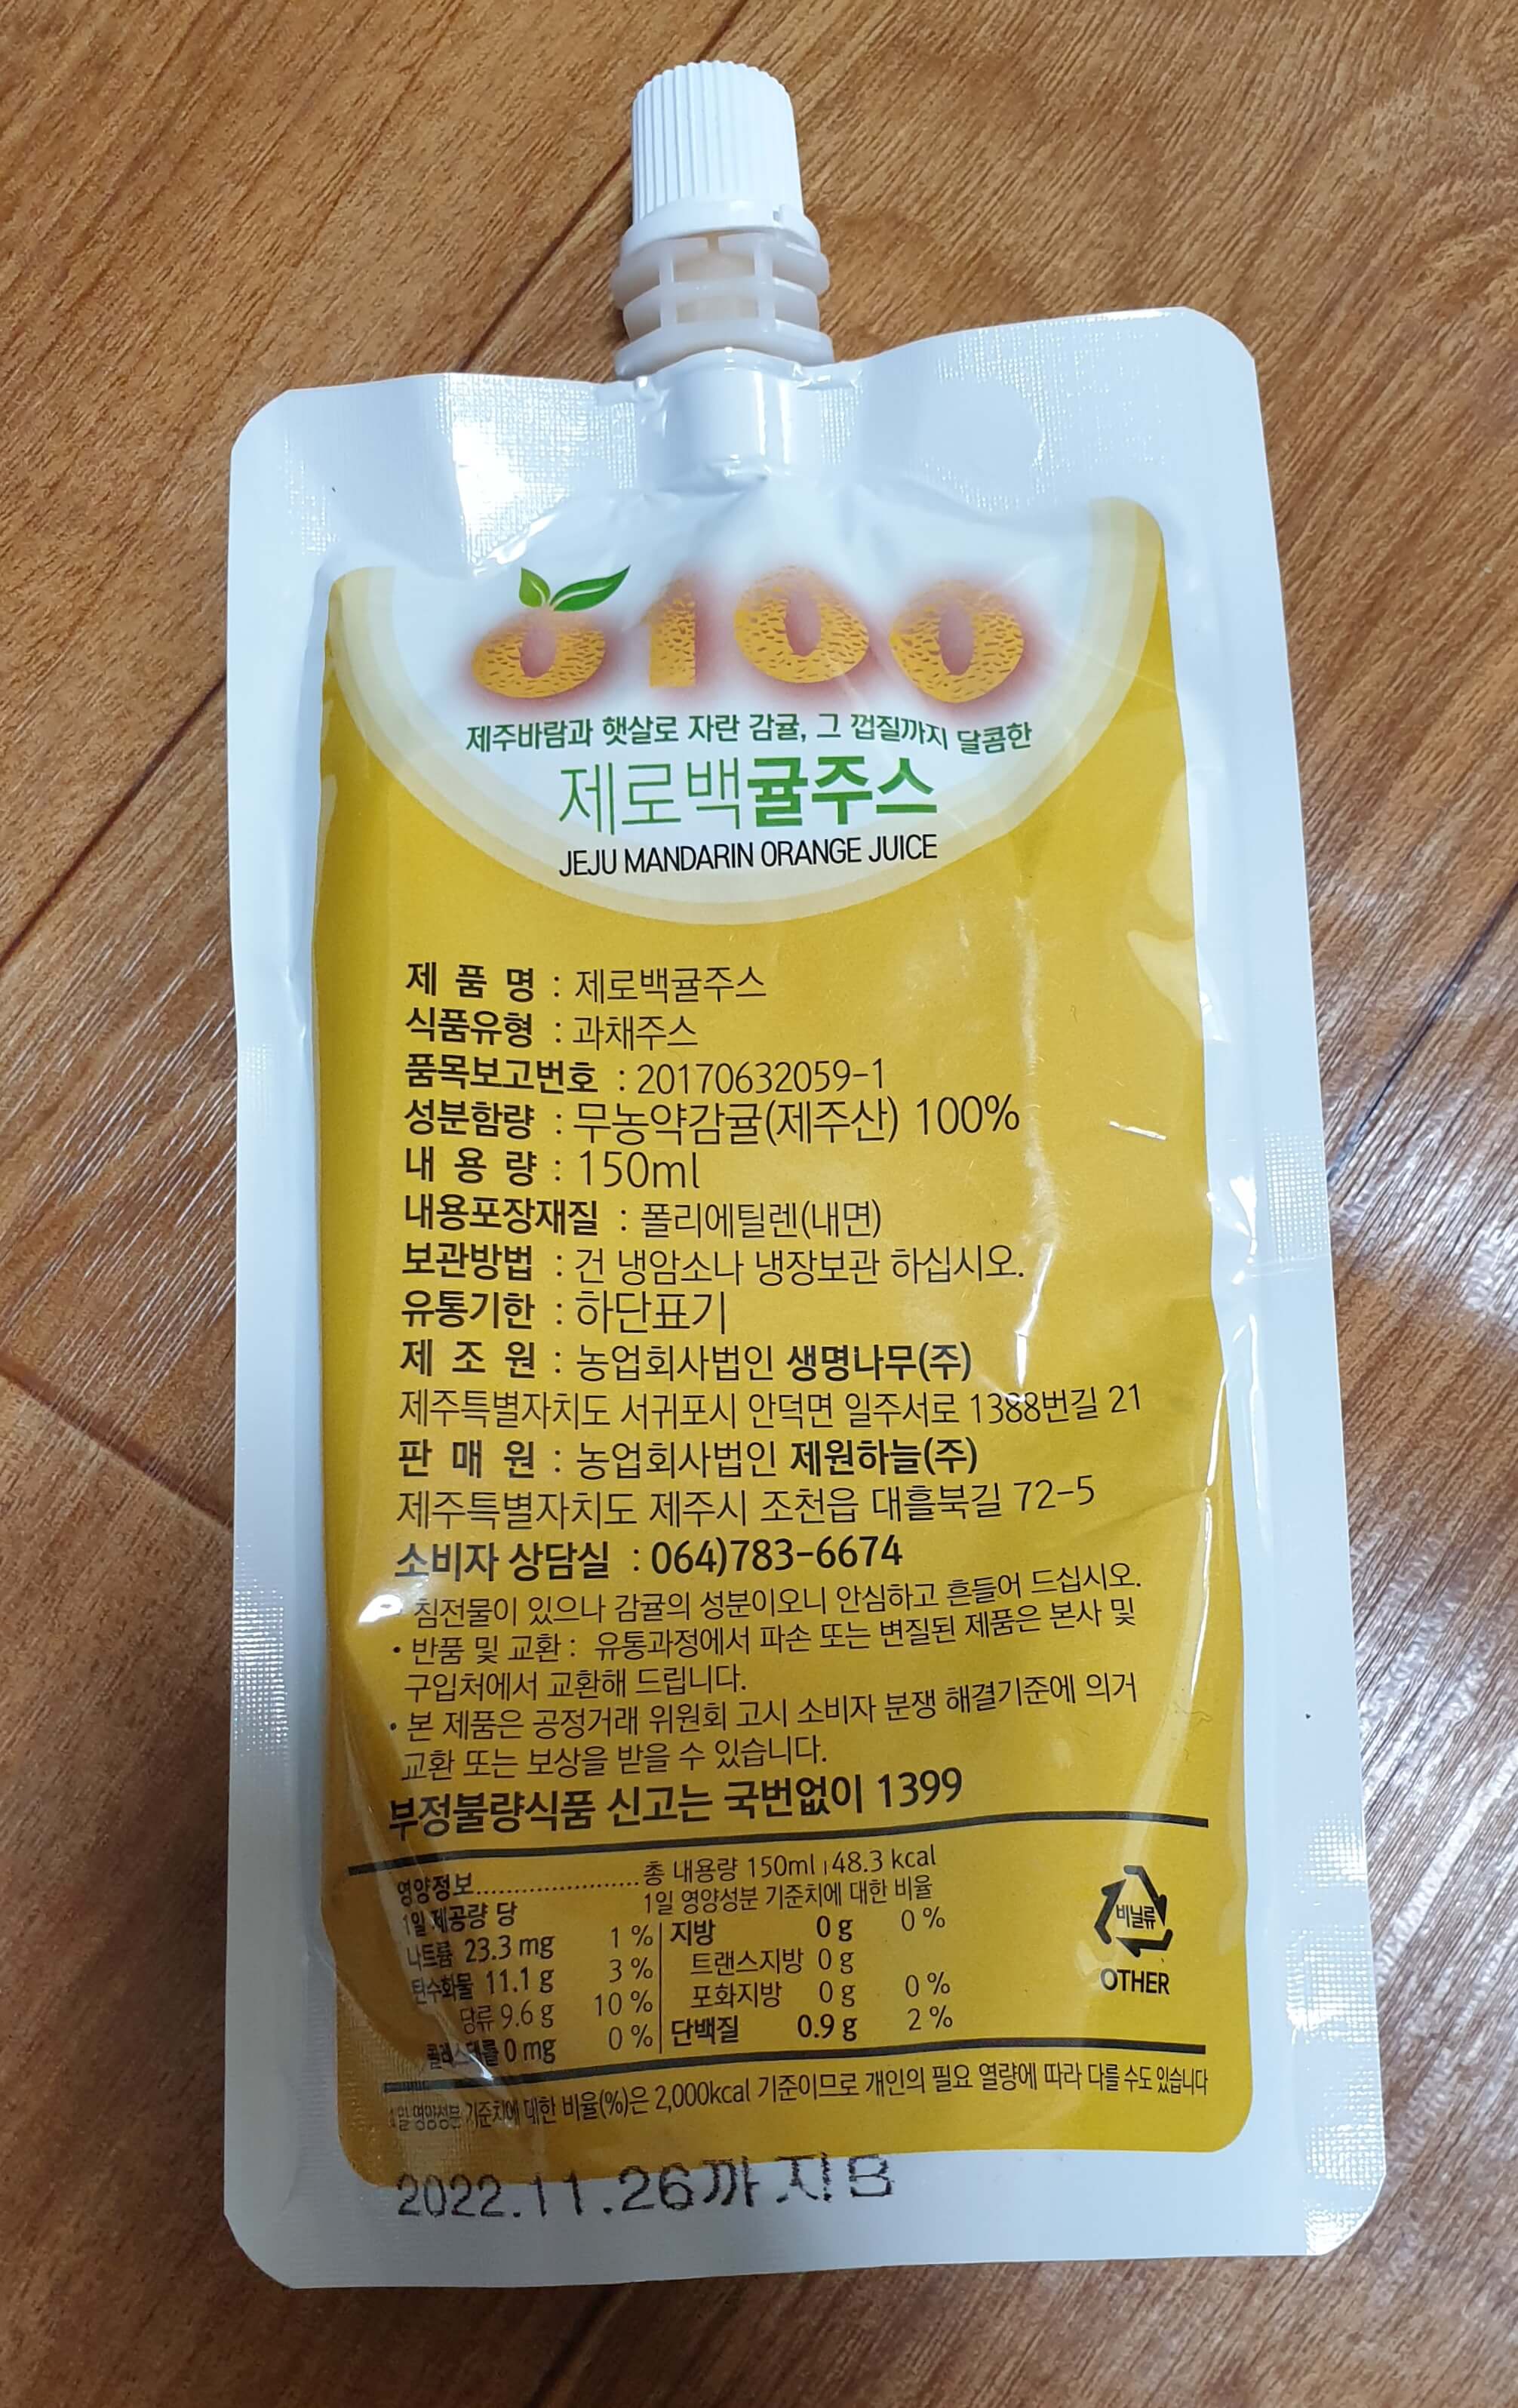 0100
제주바람과 햇살로 자란 감귤, 그 껍질까지 달콤한
제로백귤주스
JEJU MANDARIN ORANGE JUICE
제 품 명 : 제로백귤주스
식품유형 : 과채주스
품목보고번호 : 20170632059-1
성분함량 : 무농약감귤(제주산) 100%
내 용 량 : 150ml
내용포장재질 : 폴리에틸렌(내면)
보관방법 : 건 냉암소나 냉장보관 하십시오.
유통기한 : 하단표기
제 조 원 : 농업회사법인 생명나무(주)
제주특별자치도 서귀포시 안덕면 일주서로 1388번길 21
판 매 원 : 농업회사법인 제원하늘(주)
제주특별자치도 제주시 조천읍 대흘북길 72-5
소비자 상담실 : 064)783-6674
• 침전물이 있으나 감귤의 성분이오니 안심하고 흔들어 드십시오.
• 반품 및 교환 : 유통과정에서 파손 또는 변질된 제품은 본사 및
구입처에서 교환해 드립니다.
• 본 제품은 공정거래 위원회 고시 소비자 분쟁 해결기준에 의거
교환 또는 보상을 받을 수 있습니다.
부정불량식품 신고는 국번없이 1399
영양정보........................총 내용량 150ml | 48.3 kcal
1일 제공량 당 1일 영양성분 기준치에 대한 비율
나트륨 23.3 mg 1 % 지방 0 g 0 %
탄수화물 11.1 g 3 % 트랜스지방 0 g
당류 9.6 g 10 % 포화지방 0 g 0 %
콜레스테롤 0 mg 0 % 단백질 0.9 g 2 %
비닐류
OTHER
1일 영양성분 기준치에 대한 비율(%)은 2,000kcal 기준이므로 개인의 필요 열량에 따라 다를 수도 있습니다
2022.11.26까지B